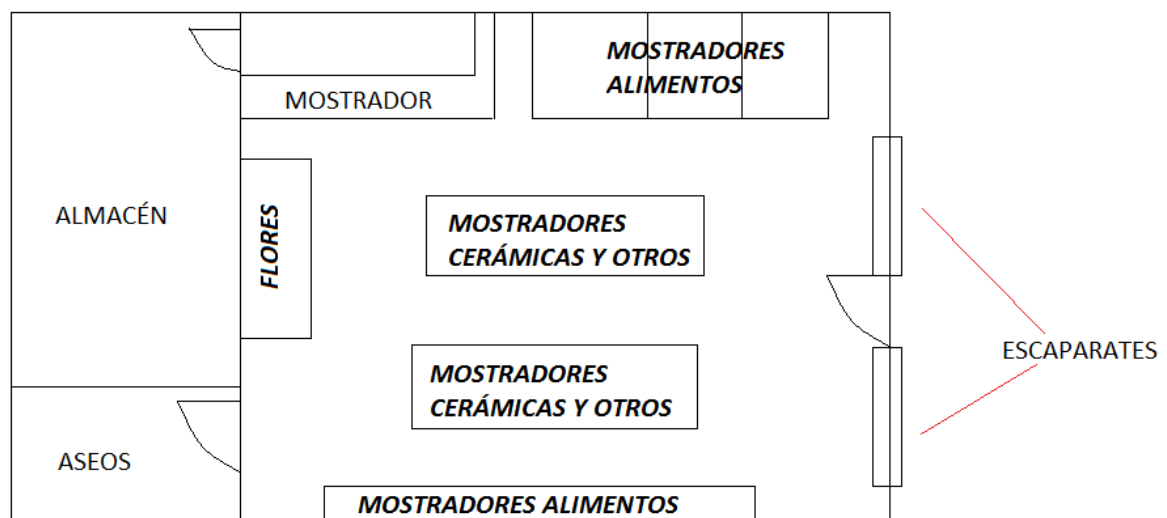 MOSTRADORES
ALIMENTOS
MOSTRADOR
ALMACÉN
FLORES
MOSTRADORES
CERÁMICAS Y OTROS
ESCAPARATES
MOSTRADORES
CERÁMICAS Y OTROS
ASEOS
MOSTRADORES ALIMENTOS